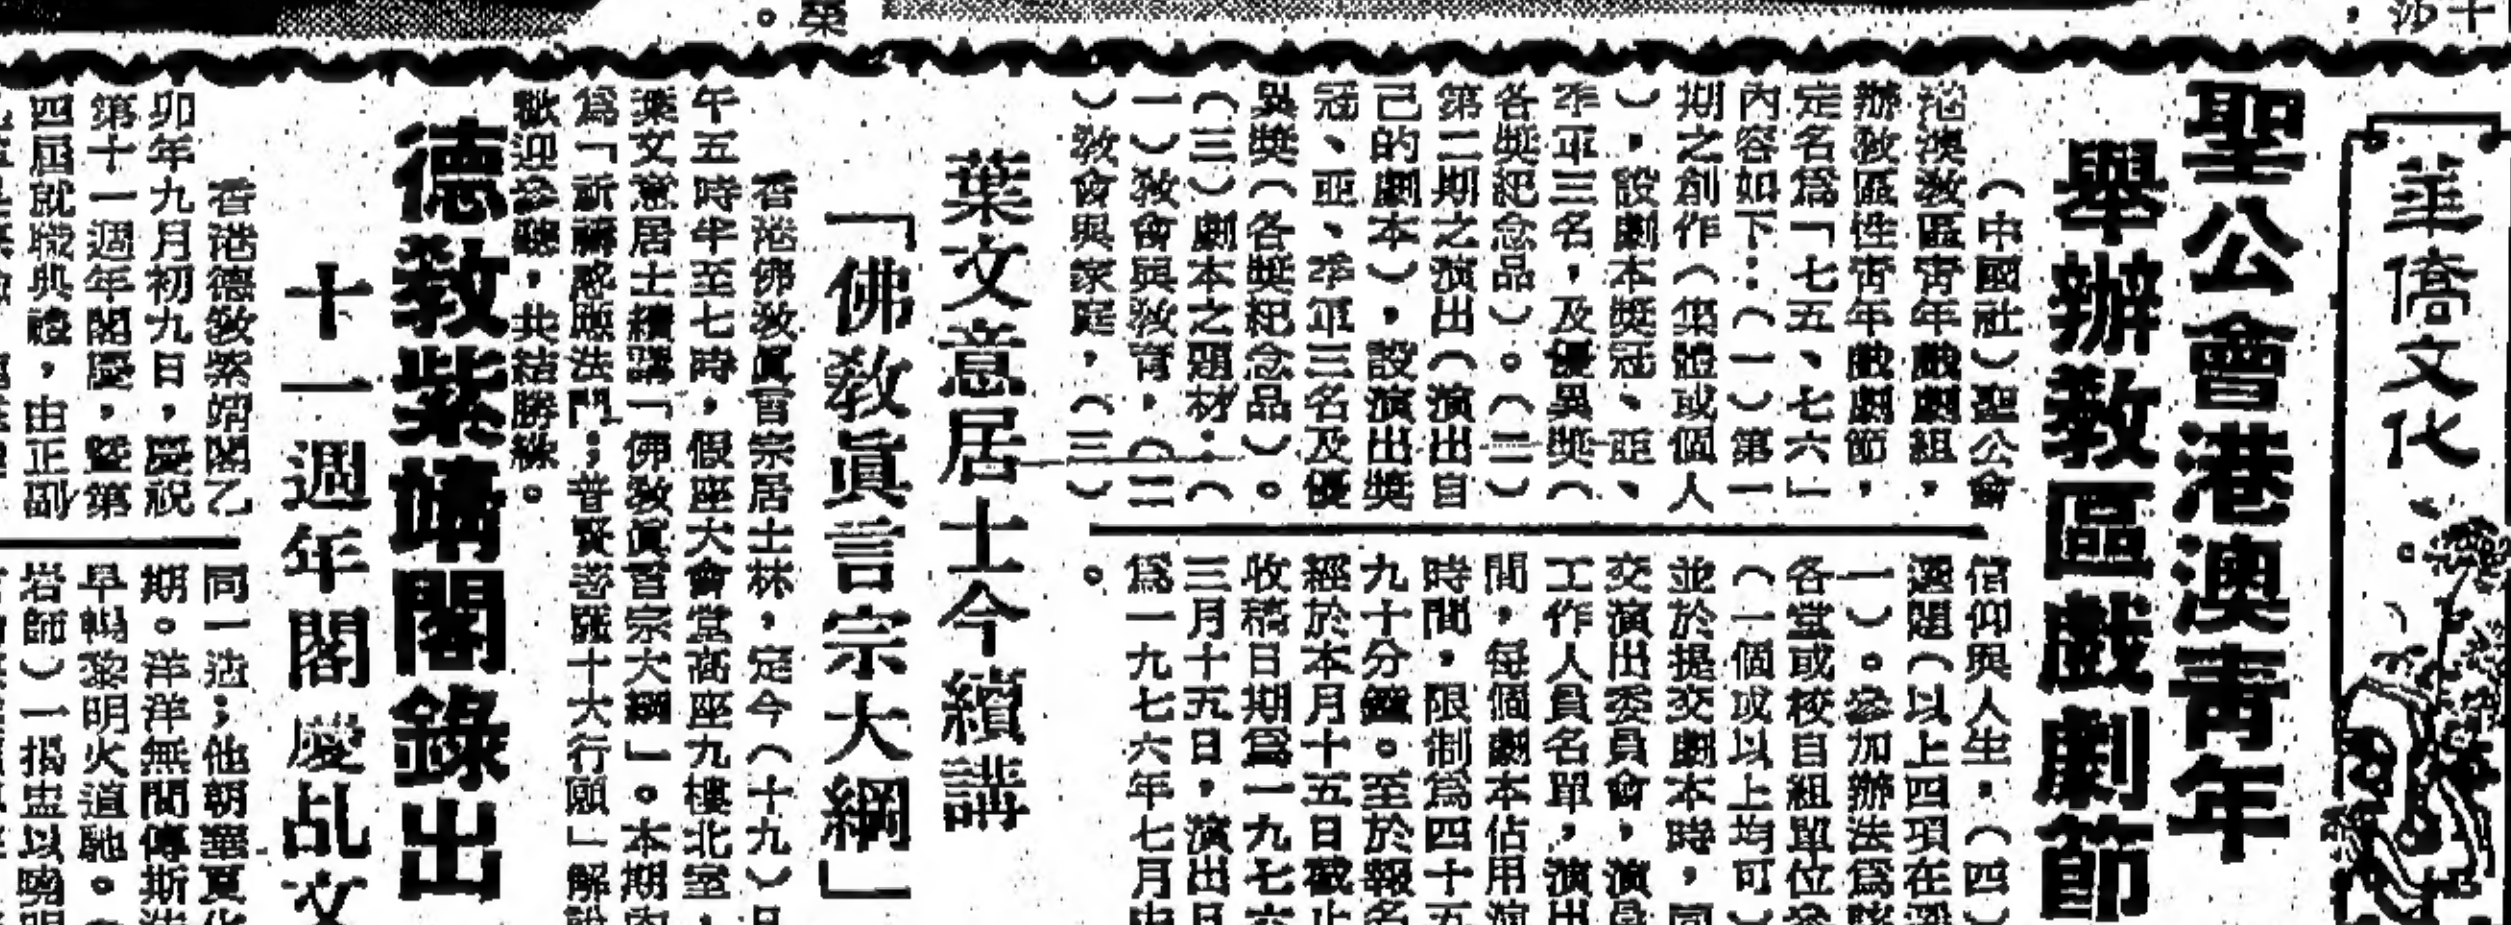 華僑文化
聖公會港澳青年
舉辦教區戲劇節
（中國社）聖公會
港澳教區靑年戲劇組，
辦敎區性靑年戲劇節，
定名爲「七五、七六」
內容如下：（一）第一
期之創作（集體或個人
），設劇本獎冠、亞、
季軍三名，及優異獎（
各獎紀念品）。（二）
第二期之演出（演出自
己的劇本），設演出獎
冠、亞、季軍三名及優
異獎（各獎紀念品）。
（三）劇本之題材：（
一）敎會與敎育，（二
）敎會與家庭，（三）
信仰與人生，（四）
選題（以上四項在選
一）。參加辦法爲該
各堂或校自組單位參
（一個或以上均可）
並於提交劇本時，同
交演出委員會，演員
工作人員名單，演出
間，每個劇本佔用演
時間，限制爲四十五
九十分鐘。至於報名
經於本月十五日截止
收稿日期爲一九七六
三月十五日，演出日
爲一九七六年七月中
。
葉文意居士今續講
「佛敎眞言宗大綱」
香港佛敎眞言宗居士林，定今（十九）日
午五時半至七時，假座大會堂高座九樓北室，
葉文意居士續講「佛敎眞言宗大綱」。本期內
爲「祈禱感應法門；普賢菩薩十大行願」解說
歡迎參聽，共結勝緣。
德敎紫靖閣錄出
十一週年閣慶乩文
香港德敎紫靖閣乙
卯年九月初九日，慶祝
第十一週年閣慶，曁第
四屆就職典禮，由正副
同一造；他朝華夏化
期。洋洋無間傳斯
早暢黎明火道馳。
岩師）一揭盅以曉明